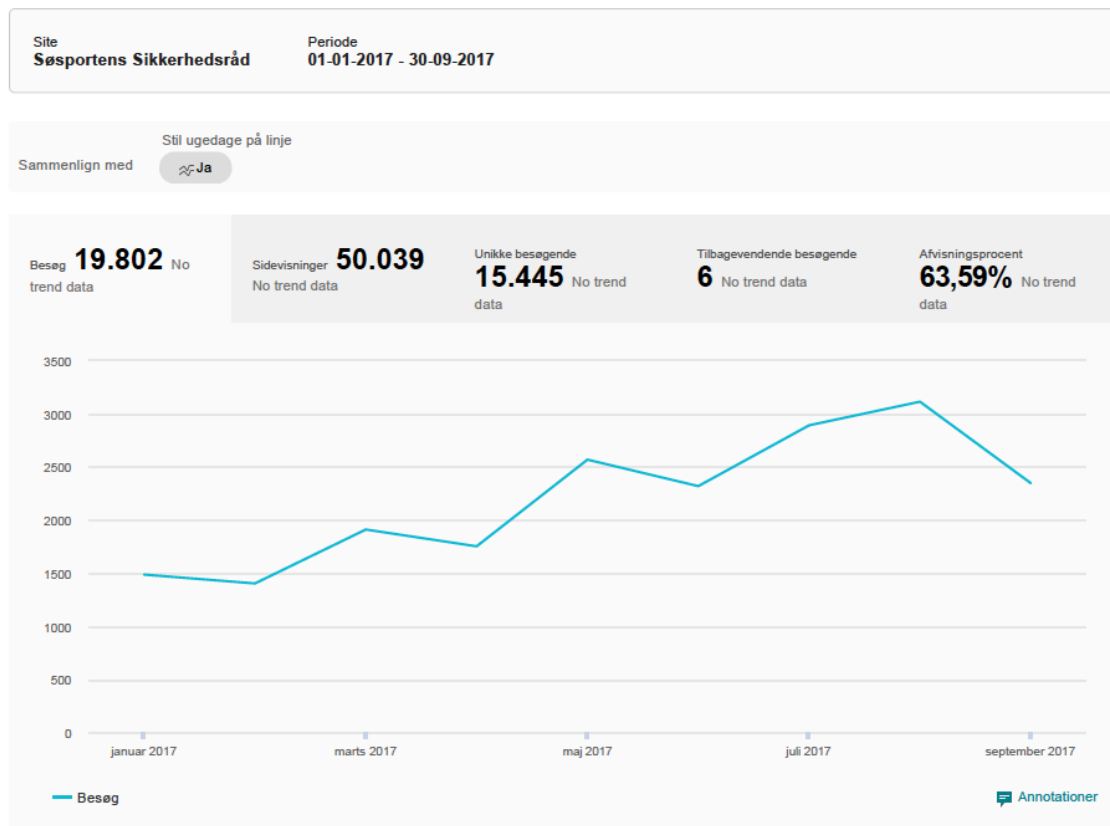 Site
Søsportens Sikkerhedsråd
Periode
01-01-2017 - 30-09-2017
Stil ugedage på linje
Sammenlign med
Ja
Besøg 19.802 No
trend data
Sidevisninger 50.039
No trend data
Unikke besøgende
15.445 No trend
data
Tilbagevendende besøgende
6 No trend data
Afvisningsprocent
63,59% No trend
data
3500
3000
2500
2000
1500
1000
500
0
januar 2017
marts 2017
maj 2017
juli 2017
september 2017
Besøg
Annotationer